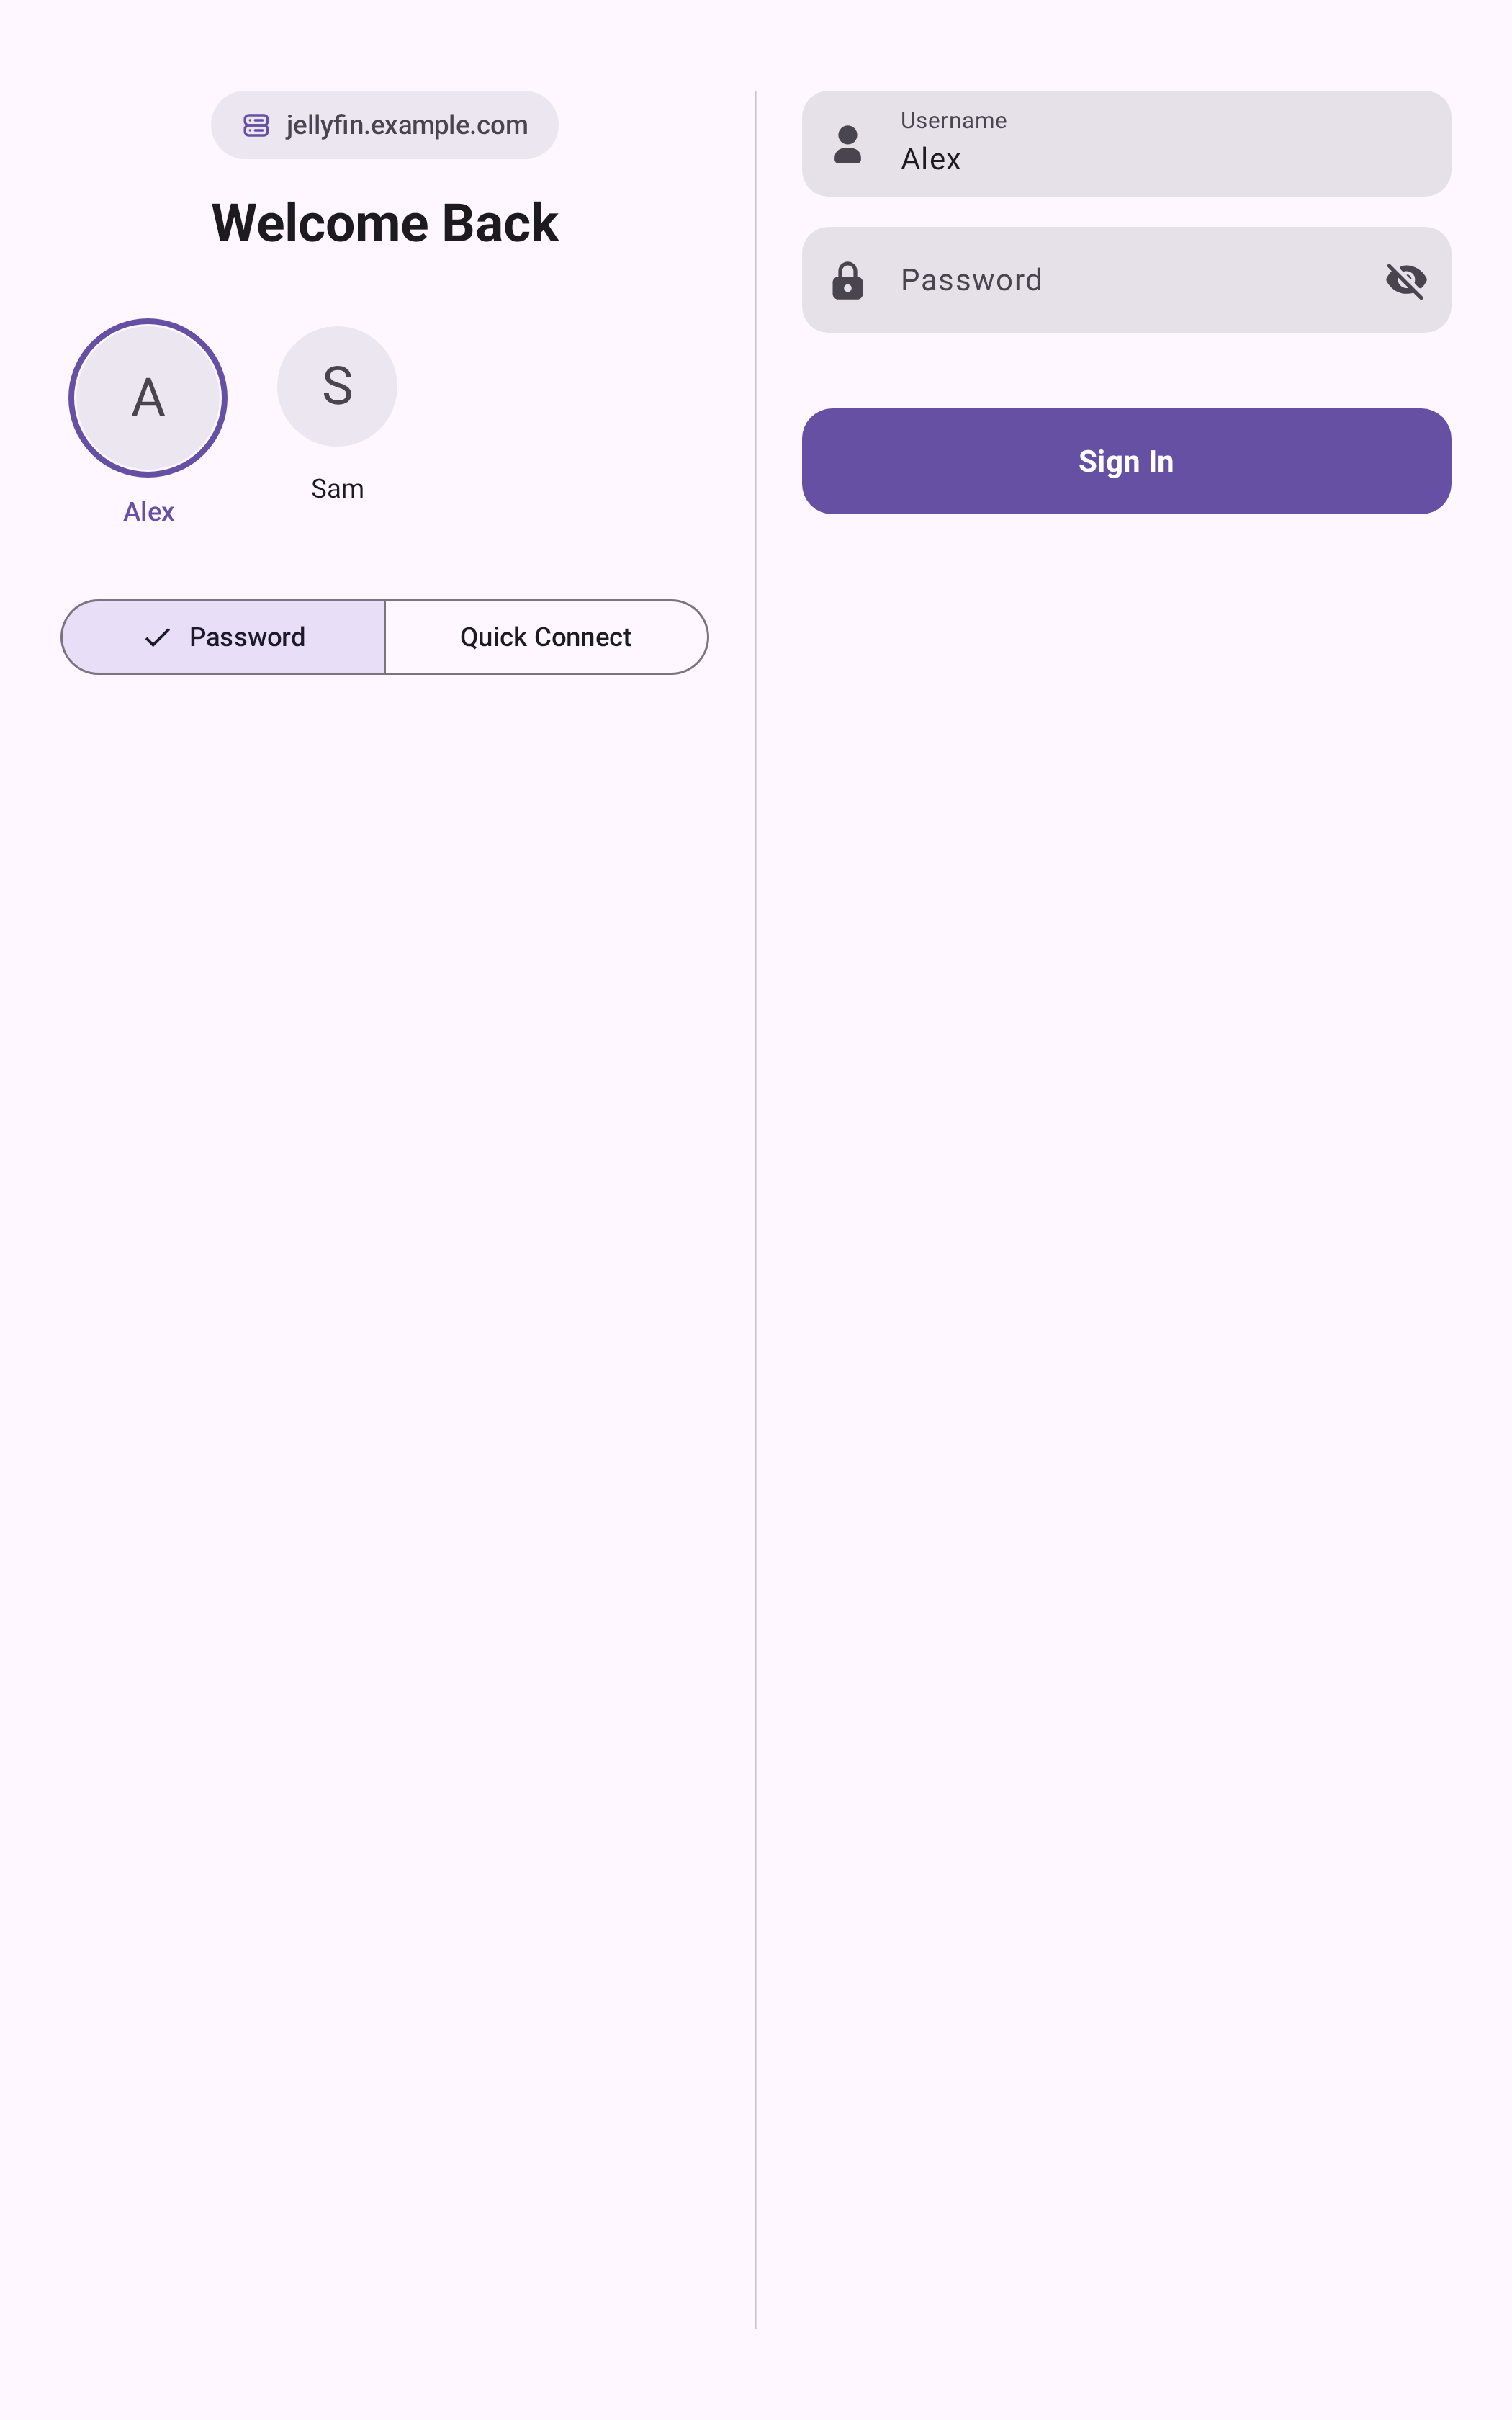 jellyfin.example.com
Welcome Back
A
S
Alex
Sam
Password
Quick Connect
Username
Alex
Password
Sign In